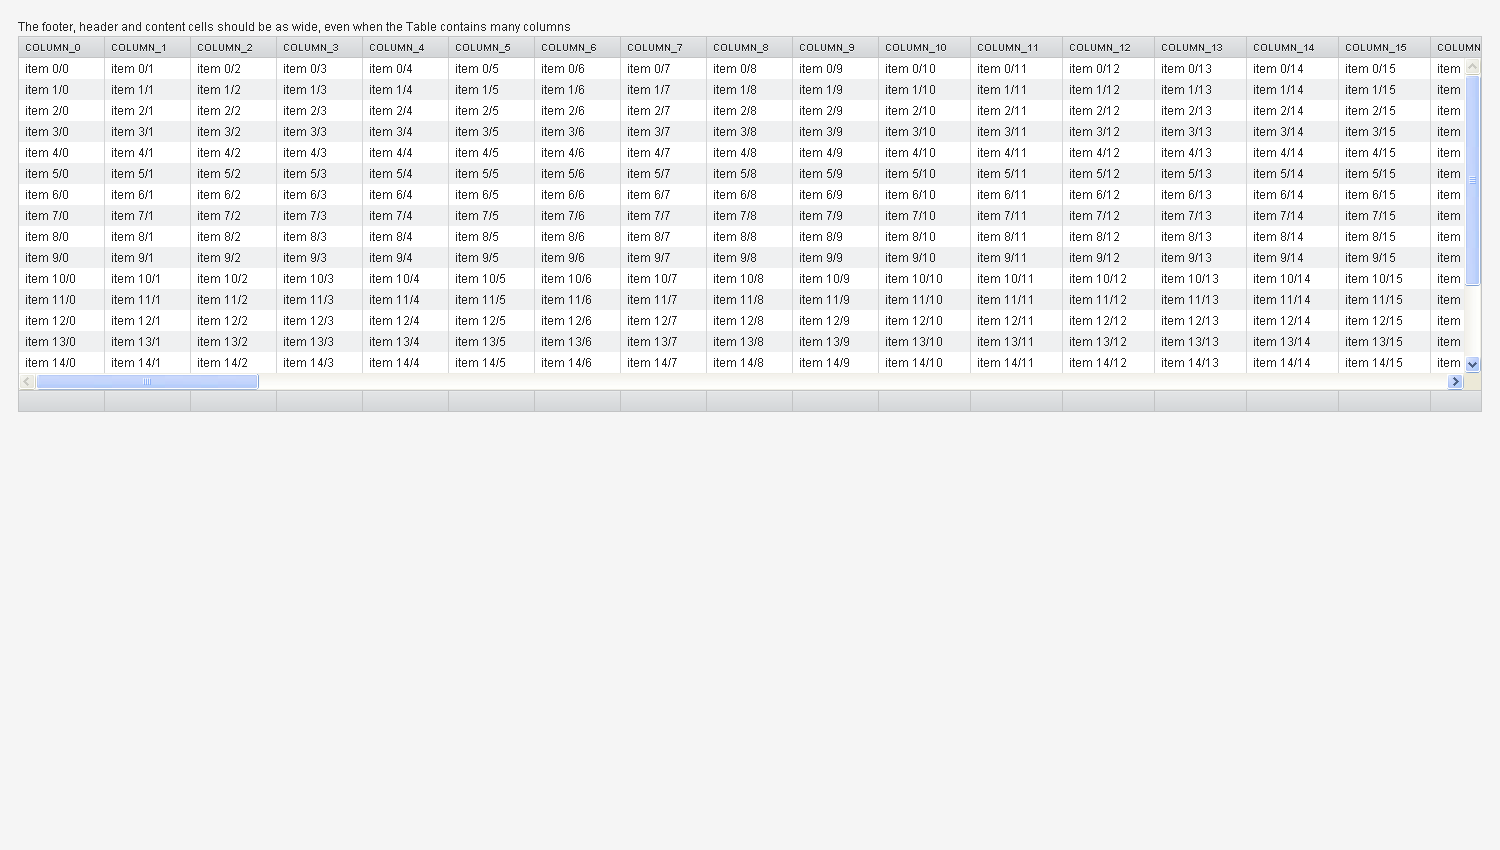 The footer, header and content cells should be as wide, even when the Table contains many columns
COLUMN_0 COLUMN_1 COLUMN_2 COLUMN_3 COLUMN_4 COLUMN_5 COLUMN_6 COLUMN_7 COLUMN_8 COLUMN_9 COLUMN_10 COLUMN_11 COLUMN_12 COLUMN_13 COLUMN_14 COLUMN_15 COLUMN
item 0/0 item 0/1 item 0/2 item 0/3 item 0/4 item 0/5 item 0/6 item 0/7 item 0/8 item 0/9 item 0/10 item 0/11 item 0/12 item 0/13 item 0/14 item 0/15 item
item 1/0 item 1/1 item 1/2 item 1/3 item 1/4 item 1/5 item 1/6 item 1/7 item 1/8 item 1/9 item 1/10 item 1/11 item 1/12 item 1/13 item 1/14 item 1/15 item
item 2/0 item 2/1 item 2/2 item 2/3 item 2/4 item 2/5 item 2/6 item 2/7 item 2/8 item 2/9 item 2/10 item 2/11 item 2/12 item 2/13 item 2/14 item 2/15 item
item 3/0 item 3/1 item 3/2 item 3/3 item 3/4 item 3/5 item 3/6 item 3/7 item 3/8 item 3/9 item 3/10 item 3/11 item 3/12 item 3/13 item 3/14 item 3/15 item
item 4/0 item 4/1 item 4/2 item 4/3 item 4/4 item 4/5 item 4/6 item 4/7 item 4/8 item 4/9 item 4/10 item 4/11 item 4/12 item 4/13 item 4/14 item 4/15 item
item 5/0 item 5/1 item 5/2 item 5/3 item 5/4 item 5/5 item 5/6 item 5/7 item 5/8 item 5/9 item 5/10 item 5/11 item 5/12 item 5/13 item 5/14 item 5/15 item
item 6/0 item 6/1 item 6/2 item 6/3 item 6/4 item 6/5 item 6/6 item 6/7 item 6/8 item 6/9 item 6/10 item 6/11 item 6/12 item 6/13 item 6/14 item 6/15 item
item 7/0 item 7/1 item 7/2 item 7/3 item 7/4 item 7/5 item 7/6 item 7/7 item 7/8 item 7/9 item 7/10 item 7/11 item 7/12 item 7/13 item 7/14 item 7/15 item
item 8/0 item 8/1 item 8/2 item 8/3 item 8/4 item 8/5 item 8/6 item 8/7 item 8/8 item 8/9 item 8/10 item 8/11 item 8/12 item 8/13 item 8/14 item 8/15 item
item 9/0 item 9/1 item 9/2 item 9/3 item 9/4 item 9/5 item 9/6 item 9/7 item 9/8 item 9/9 item 9/10 item 9/11 item 9/12 item 9/13 item 9/14 item 9/15 item
item 10/0 item 10/1 item 10/2 item 10/3 item 10/4 item 10/5 item 10/6 item 10/7 item 10/8 item 10/9 item 10/10 item 10/11 item 10/12 item 10/13 item 10/14 item 10/15 item
item 11/0 item 11/1 item 11/2 item 11/3 item 11/4 item 11/5 item 11/6 item 11/7 item 11/8 item 11/9 item 11/10 item 11/11 item 11/12 item 11/13 item 11/14 item 11/15 item
item 12/0 item 12/1 item 12/2 item 12/3 item 12/4 item 12/5 item 12/6 item 12/7 item 12/8 item 12/9 item 12/10 item 12/11 item 12/12 item 12/13 item 12/14 item 12/15 item
item 13/0 item 13/1 item 13/2 item 13/3 item 13/4 item 13/5 item 13/6 item 13/7 item 13/8 item 13/9 item 13/10 item 13/11 item 13/12 item 13/13 item 13/14 item 13/15 item
item 14/0 item 14/1 item 14/2 item 14/3 item 14/4 item 14/5 item 14/6 item 14/7 item 14/8 item 14/9 item 14/10 item 14/11 item 14/12 item 14/13 item 14/14 item 14/15 item